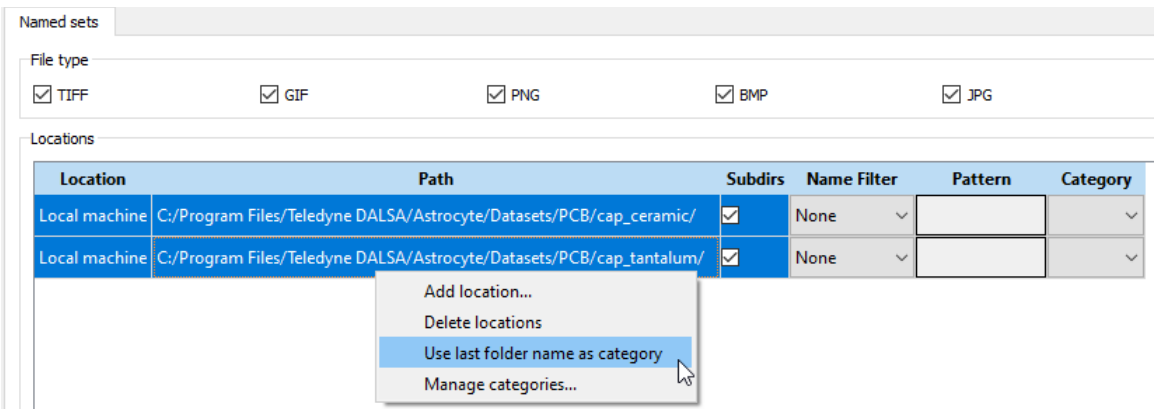 Named sets
File type
TIFF GIF PNG BMP JPG
Locations
Location Path Subdirs Name Filter Pattern Category
Local machine C:/Program Files/Teledyne DALSA/Astrocyte/Datasets/PCB/cap_ceramic/ None
Local machine C:/Program Files/Teledyne DALSA/Astrocyte/Datasets/PCB/cap_tantalum/ None
Add location...
Delete locations
Use last folder name as category
Manage categories...